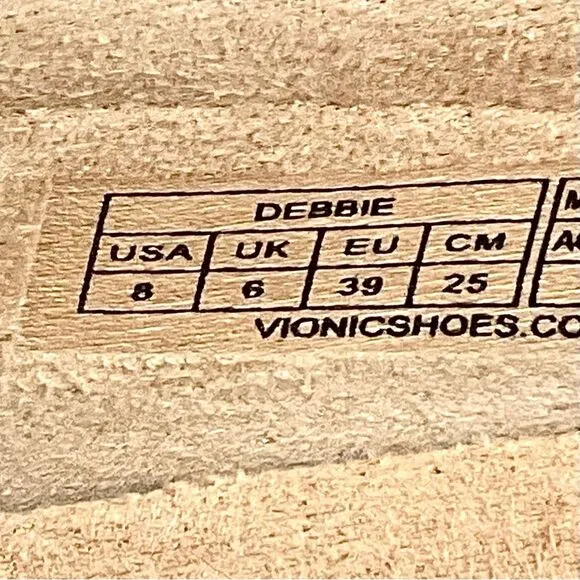 DEBBIE
USA UK EU CM
8 6 39 25
VIONICSHOES.CO